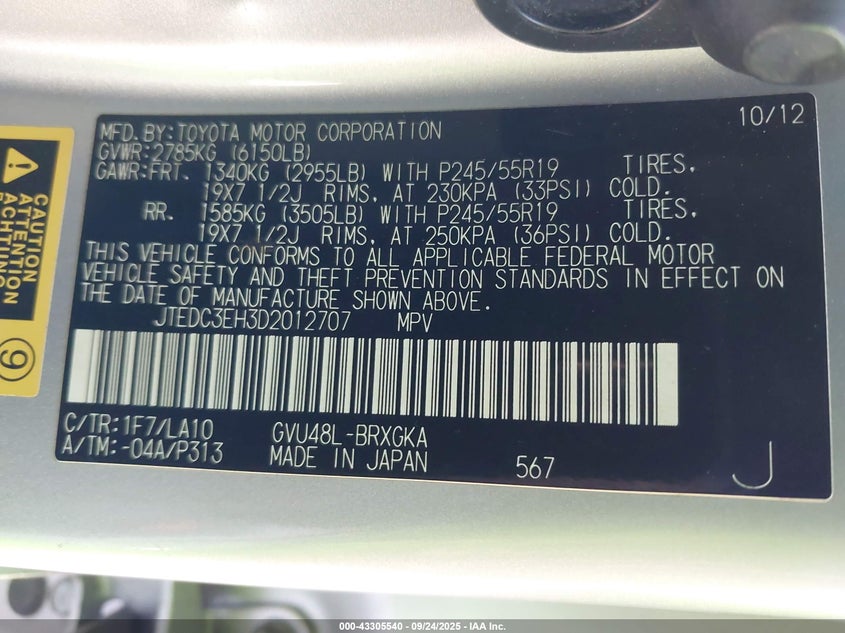 10/12
MFD. BY: TOYOTA MOTOR CORPORATION
GVWR: 2785KG (6150LB)
GAWR: FRT. 1340KG (2955LB) WITH P245/55R19 TIRES,
19X7 1/2J RIMS, AT 230KPA (33PSI) COLD.
RR. 1585KG (3505LB) WITH P245/55R19 TIRES,
19X7 1/2J RIMS, AT 250KPA (36PSI) COLD.
THIS VEHICLE CONFORMS TO ALL APPLICABLE FEDERAL MOTOR
VEHICLE SAFETY AND THEFT PREVENTION STANDARDS IN EFFECT ON
THE DATE OF MANUFACTURE SHOWN ABOVE.
JTEDC3EH3D2012707 MPV
C/TR: 1F7/LA10 GVU48L-BRXGKA
A/TM: -04A/P313 MADE IN JAPAN 567 J
CAUTION
ATTENTION
ACHTUNG
9
000-43305540 - 09/24/2025 - IAA Inc.